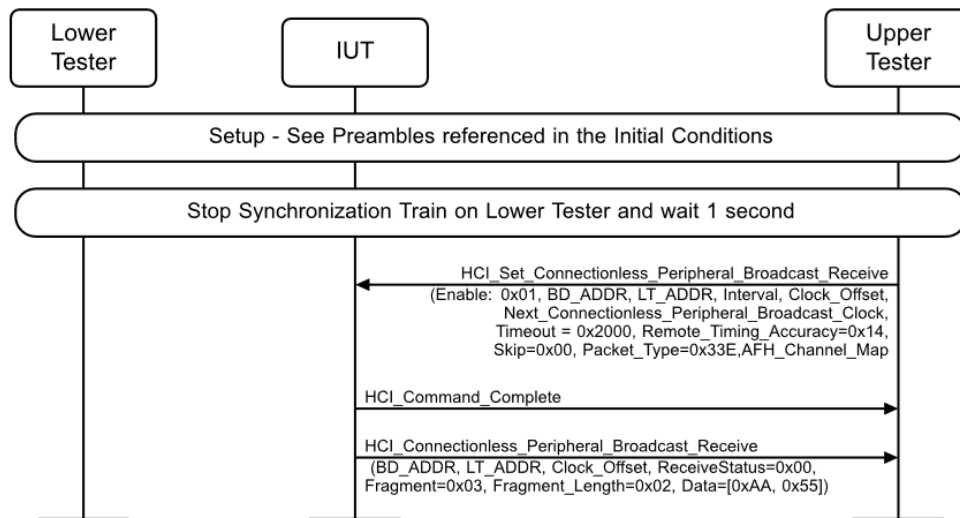 Lower
Tester
IUT
Upper
Tester
Setup - See Preambles referenced in the Initial Conditions
Stop Synchronization Train on Lower Tester and wait 1 second
HCI_Set_Connectionless_Peripheral_Broadcast_Receive
(Enable: 0x01, BD_ADDR, LT_ADDR, Interval, Clock_Offset,
Next_Connectionless_Peripheral_Broadcast_Clock,
Timeout = 0x2000, Remote_Timing_Accuracy=0x14,
Skip=0x00, Packet_Type=0x33E,AFH_Channel_Map
HCI_Command_Complete
HCI_Connectionless_Peripheral_Broadcast_Receive
(BD_ADDR, LT_ADDR, Clock_Offset, ReceiveStatus=0x00,
Fragment=0x03, Fragment_Length=0x02, Data=[0xAA, 0x55])